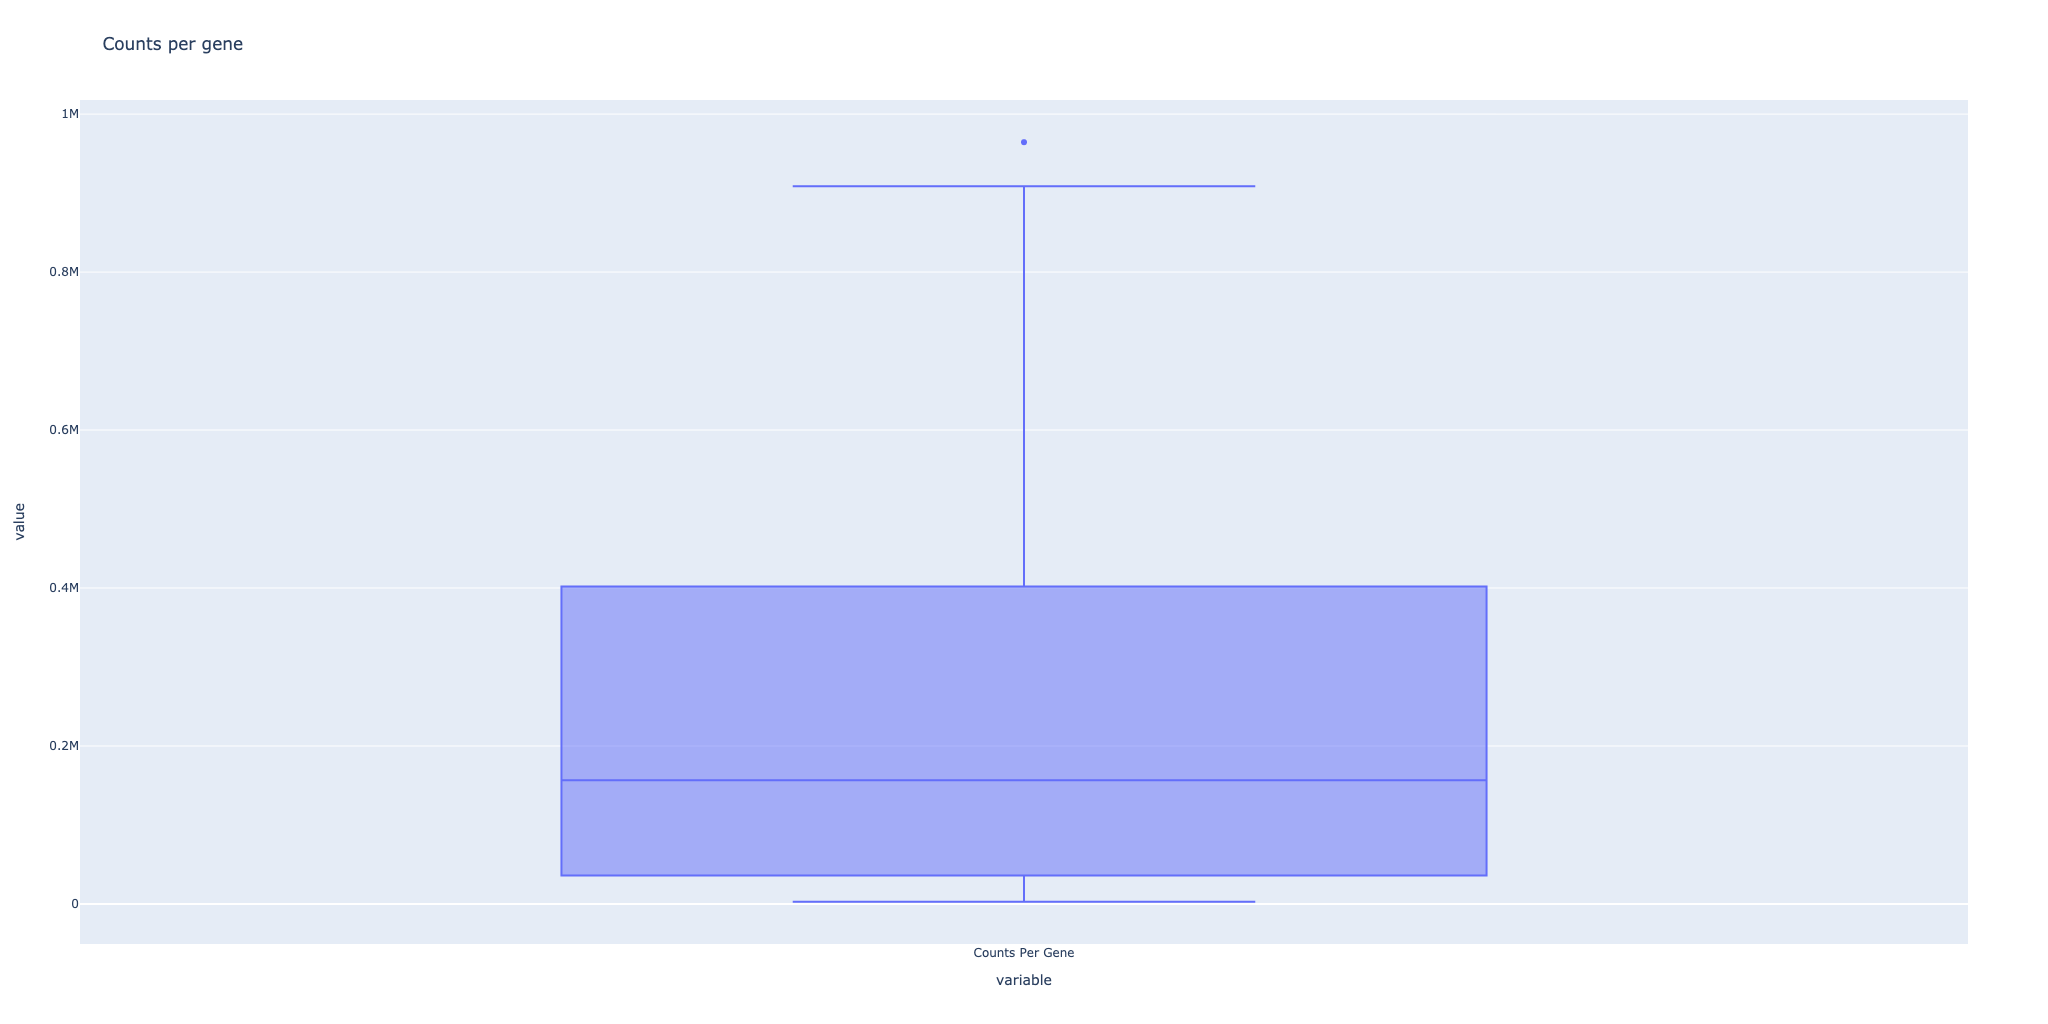 Counts per gene
1M
0.8M
0.6M
0.4M
0.2M
0
value
Counts Per Gene
variable